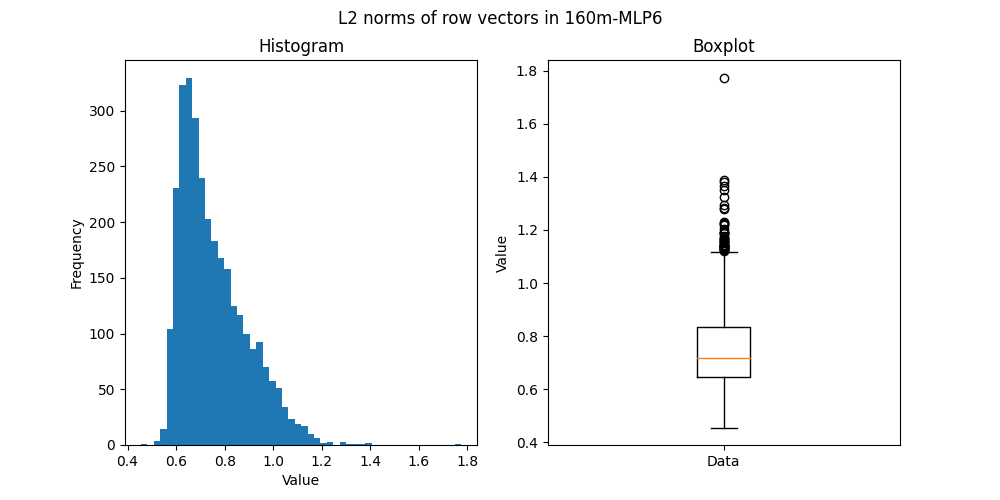 L2 norms of row vectors in 160m-MLP6
Histogram
Frequency
300
250
200
150
100
50
0
0.4 0.6 0.8 1.0 1.2 1.4 1.6 1.8
Value
Boxplot
Value
1.8
1.6
1.4
1.2
1.0
0.8
0.6
0.4
Data